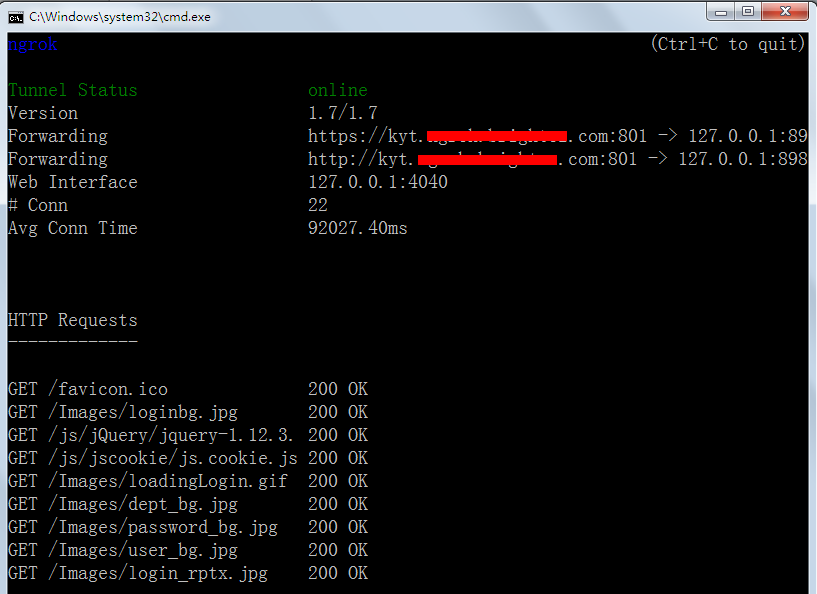 C:\Windows\system32\cmd.exe
ngrok (Ctrl+C to quit)
Tunnel Status online
Version 1.7/1.7
Forwarding https://kyt. .com:801 -> 127.0.0.1:89
Forwarding http://kyt. .com:801 -> 127.0.0.1:898
Web Interface 127.0.0.1:4040
# Conn 22
Avg Conn Time 92027.40ms
HTTP Requests
-------------
GET /favicon.ico 200 OK
GET /Images/loginbg.jpg 200 OK
GET /js/jQuery/jquery-1.12.3. 200 OK
GET /js/jscookie/js.cookie.js 200 OK
GET /Images/loadingLogin.gif 200 OK
GET /Images/dept_bg.jpg 200 OK
GET /Images/password_bg.jpg 200 OK
GET /Images/user_bg.jpg 200 OK
GET /Images/login_rptx.jpg 200 OK